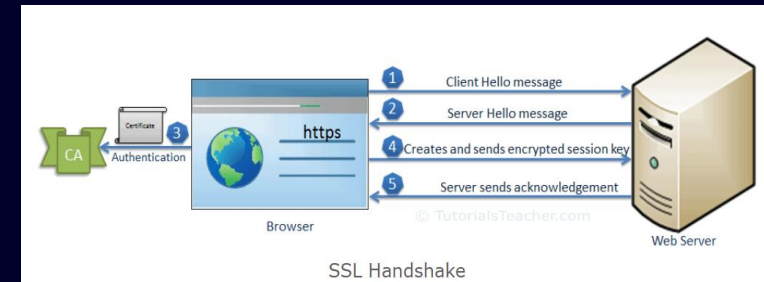 1 Client Hello message
2 Server Hello message
Certificate
3
https
CA
Authentication
4 Creates and sends encrypted session key
5 Server sends acknowledgement
© TutorialsTeacher.com
Browser
Web Server
SSL Handshake